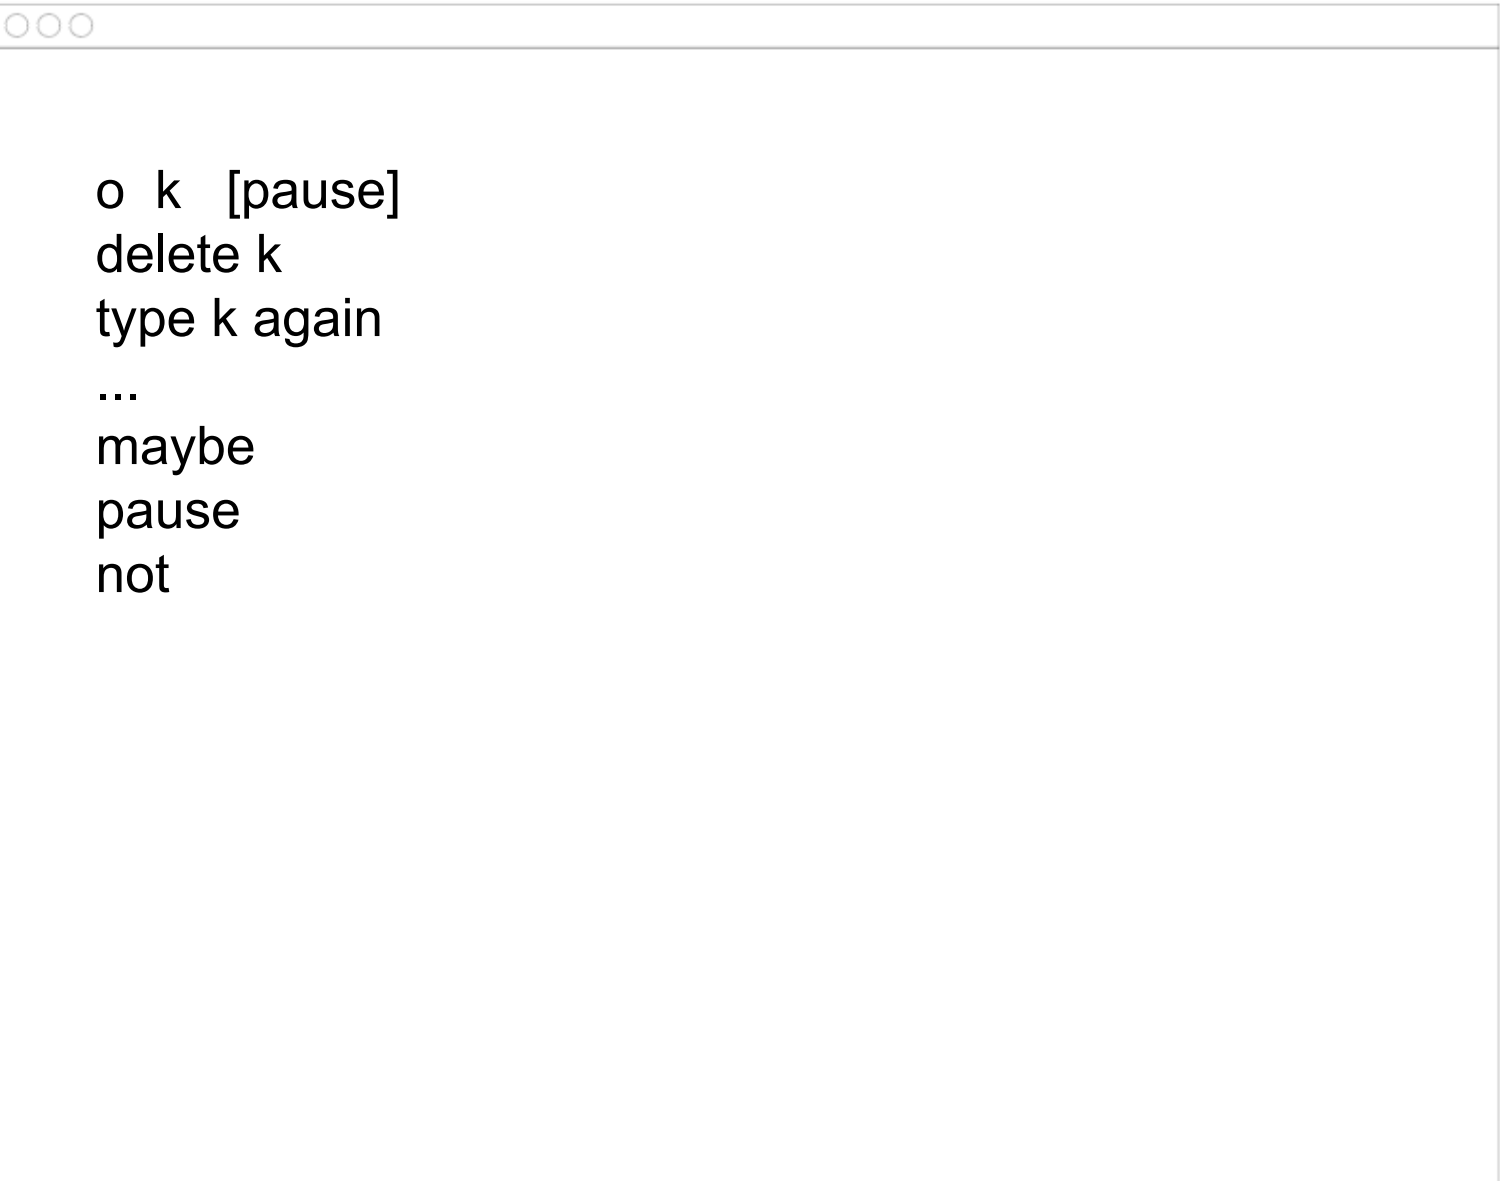 o  k   [pause]
delete k
type k again
...
maybe
pause
not